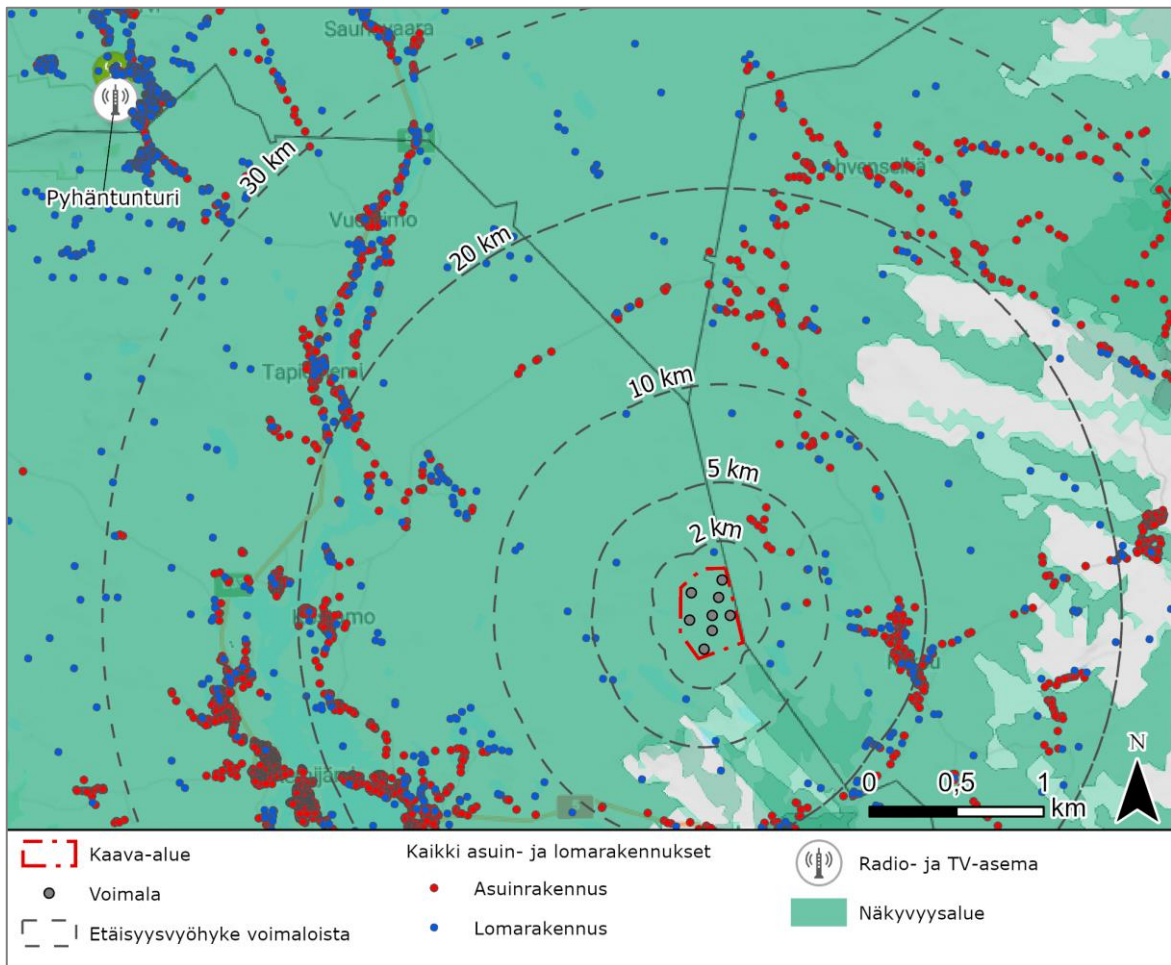 Pyhäntunturi
30 km
20 km
10 km
5 km
2 km
Ahvenselkä
N
0 0,5 1
km
Kaava-alue
Voimala
Etäisyysvyöhyke voimaloista
Kaikki asuin- ja lomarakennukset
Asuinrakennus
Lomarakennus
Radio- ja TV-asema
Näkyvyysalue